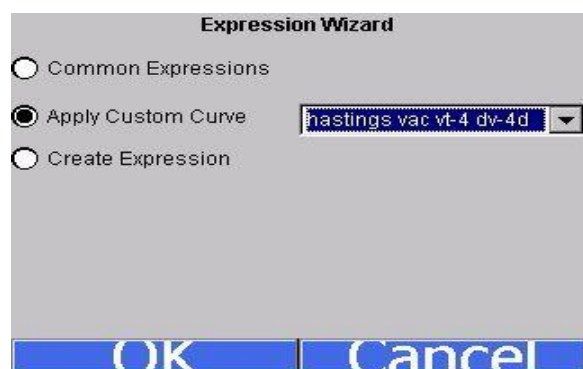 Expression Wizard
Common Expressions
Apply Custom Curve hastings vac vt-4 dv-4d
Create Expression
OK Cancel